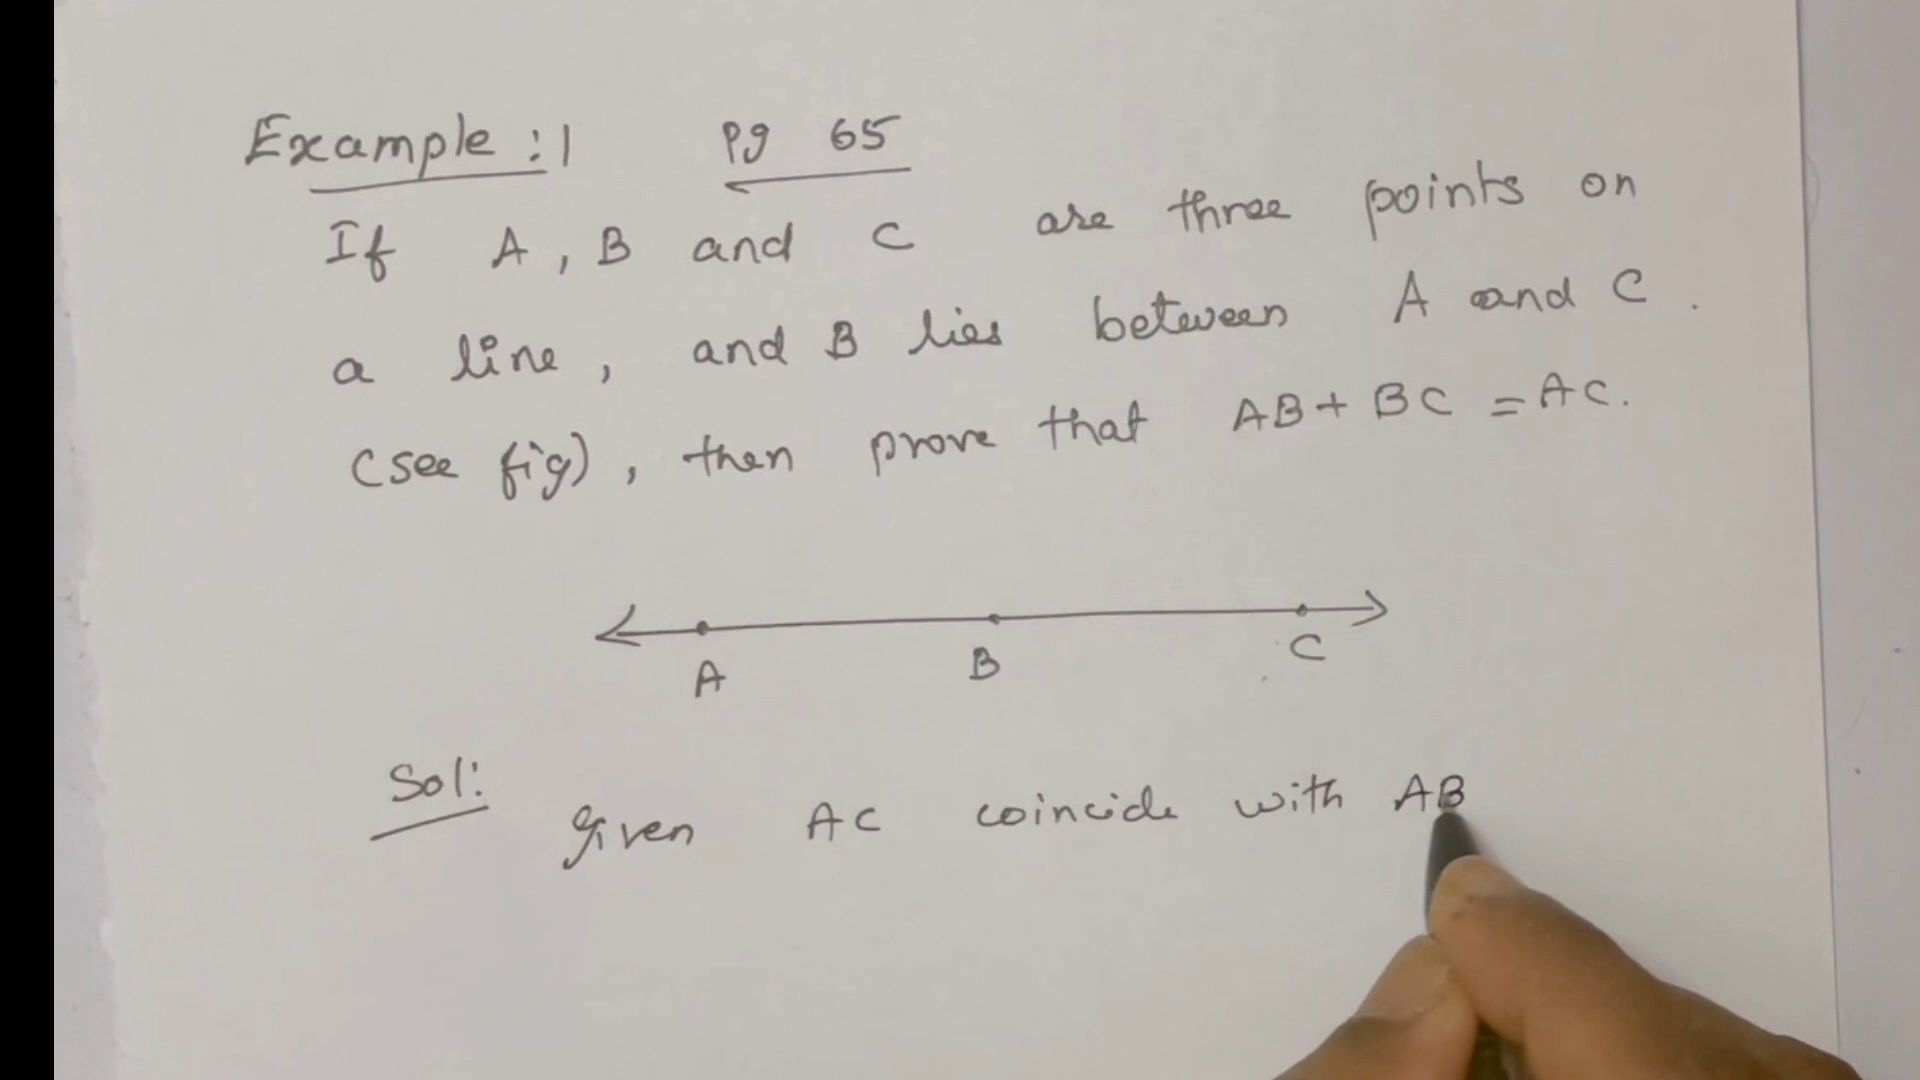 Example : 1 Pg 65
If A, B and C are three points on
a line, and B lies between A and C.
(see fig), then prove that AB + BC = AC.
A B C
Sol:
Given AC coincide with AB